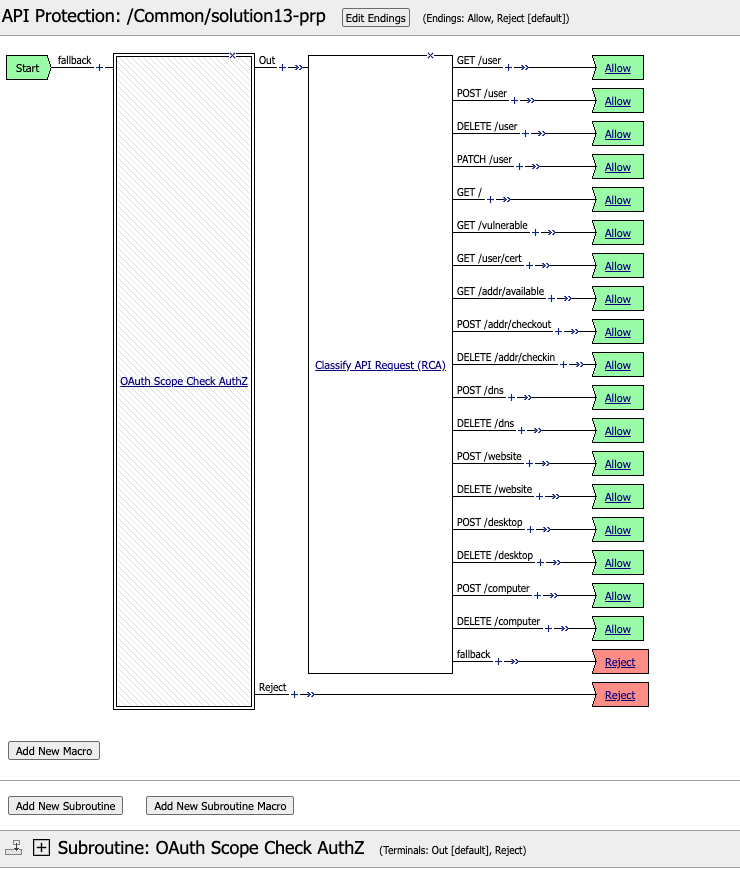 API Protection: /Common/solution13-prp Edit Endings (Endings: Allow, Reject [default])
Start fallback + × Out + × GET /user + Allow
POST /user + Allow
DELETE /user + Allow
PATCH /user + Allow
GET / + Allow
GET /vulnerable + Allow
GET /user/cert + Allow
GET /addr/available + Allow
POST /addr/checkout + Allow
OAuth Scope Check AuthZ Classify API Request (RCA) DELETE /addr/checkin + Allow
POST /dns + Allow
DELETE /dns + Allow
POST /website + Allow
DELETE /website + Allow
POST /desktop + Allow
DELETE /desktop + Allow
POST /computer + Allow
DELETE /computer + Allow
fallback + Reject
Reject + Reject
Add New Macro
Add New Subroutine Add New Subroutine Macro
+ Subroutine: OAuth Scope Check AuthZ (Terminals: Out [default], Reject)